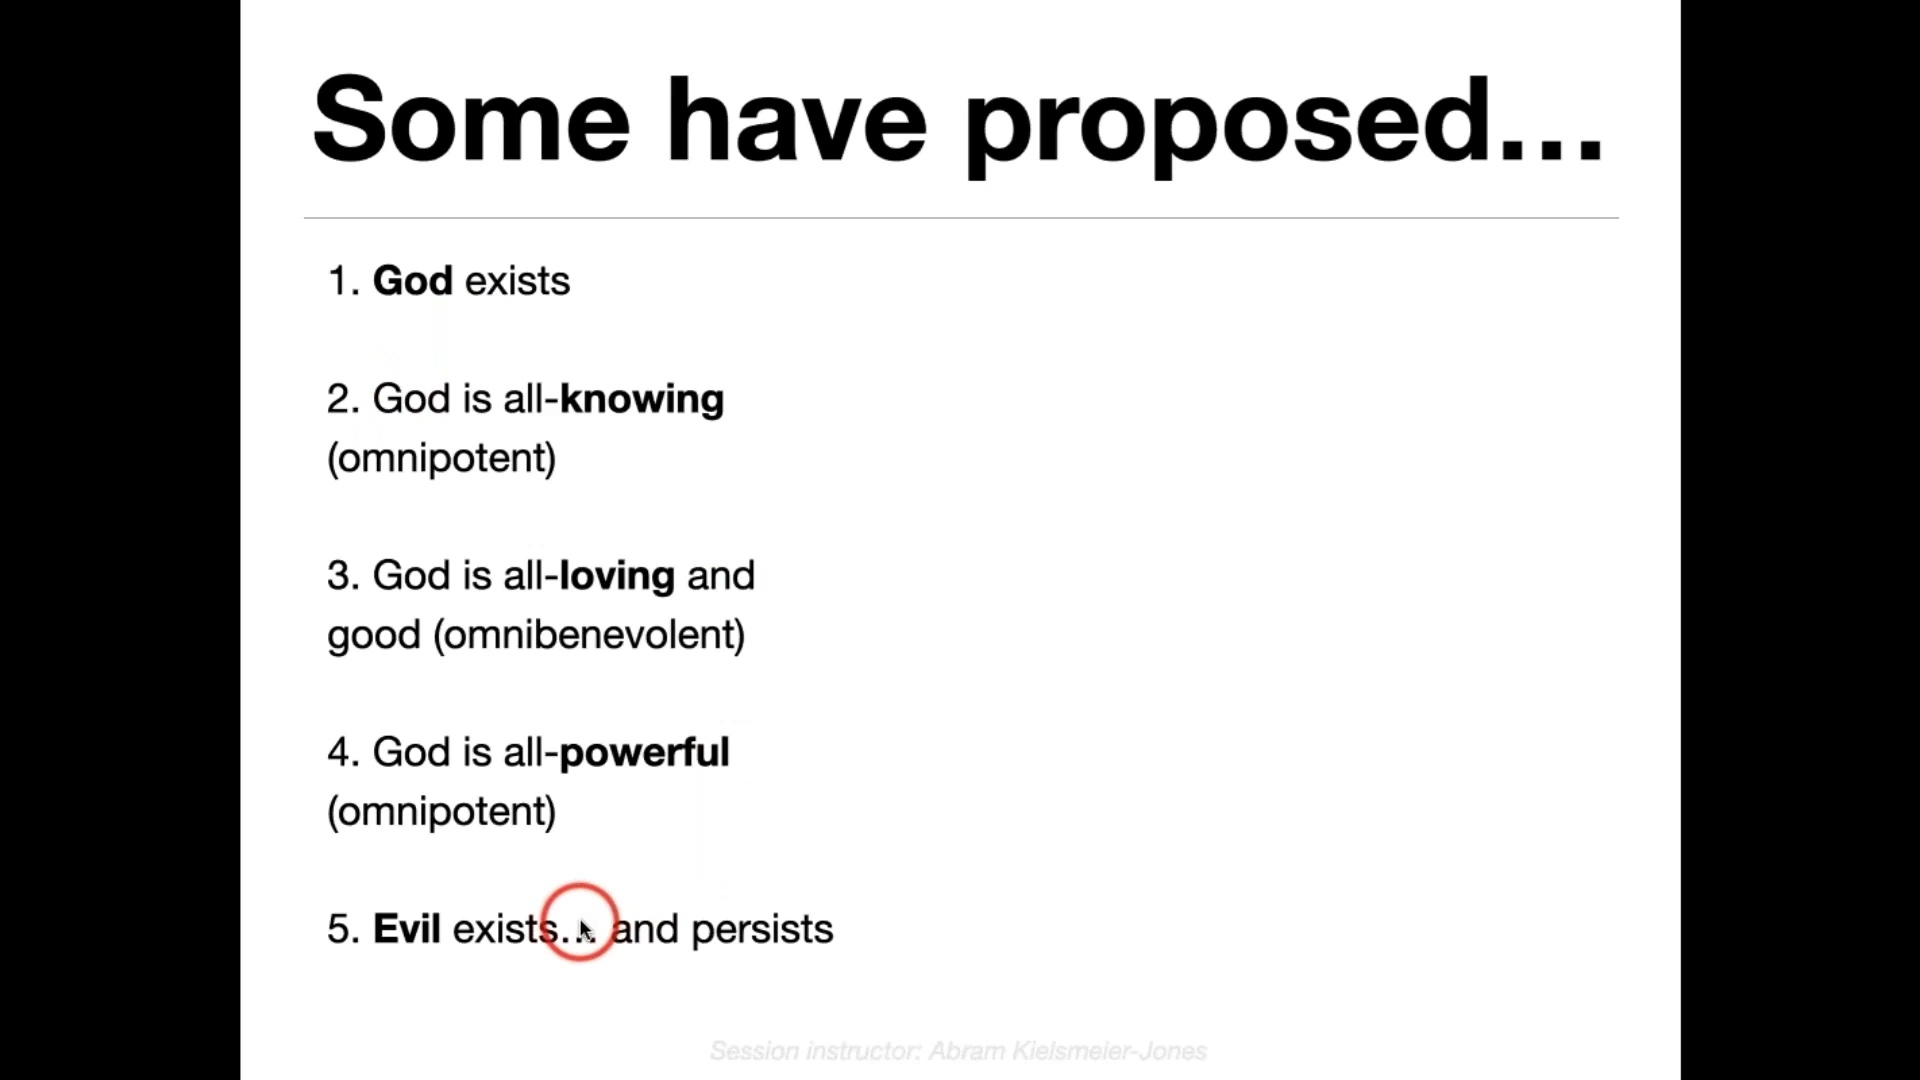 Some have proposed...
1. God exists
2. God is all-knowing
(omnipotent)
3. God is all-loving and
good (omnibenevolent)
4. God is all-powerful
(omnipotent)
5. Evil exists... and persists
Session instructor: Abram Kielsmeier-Jones